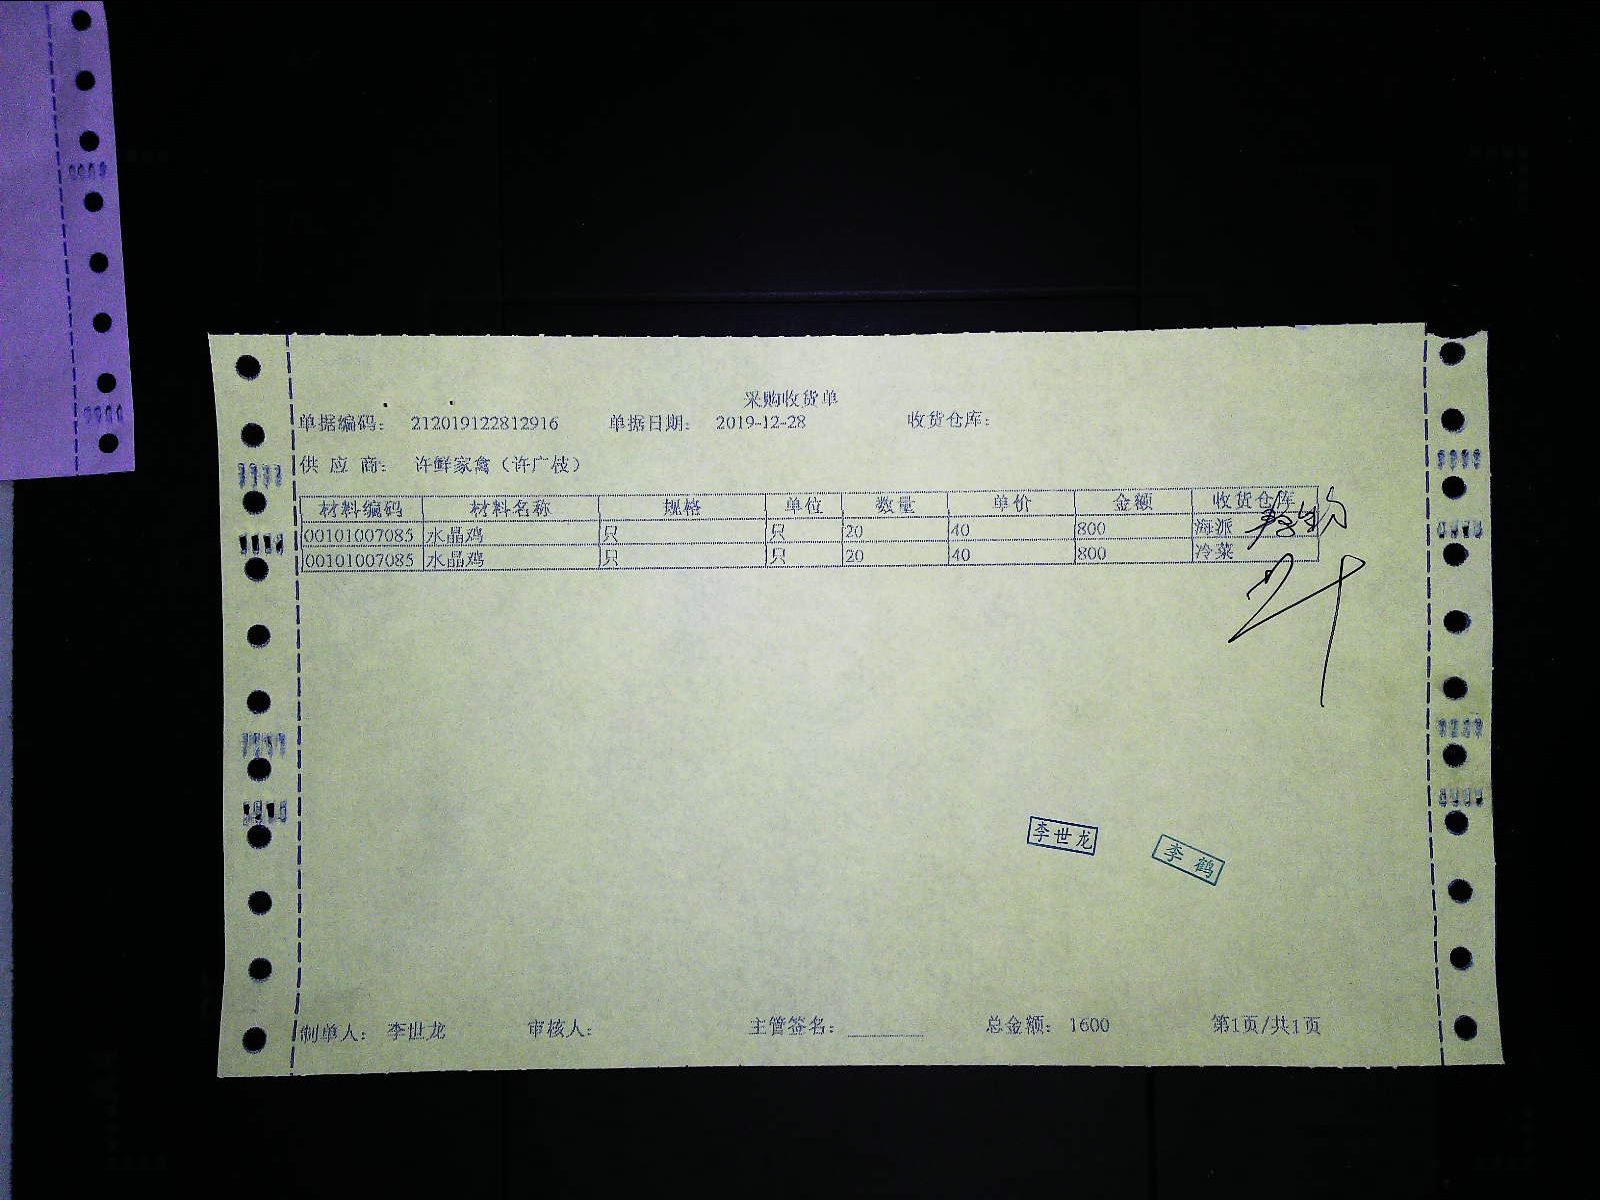 采购收货单
单据编码： 212019122812916 单据日期： 2019-12-28 收货仓库：
供 应 商： 许鲜家禽（许广枝）
材料编码 材料名称 规格 单位 数量 单价 金额 收货仓库
00101007085 水晶鸡 只 只 20 40 800 海派
00101007085 水晶鸡 只 只 20 40 800 冷菜
李世龙
李鹤
制单人： 李世龙 审核人： 主管签名： 总金额： 1600 第1页/共1页